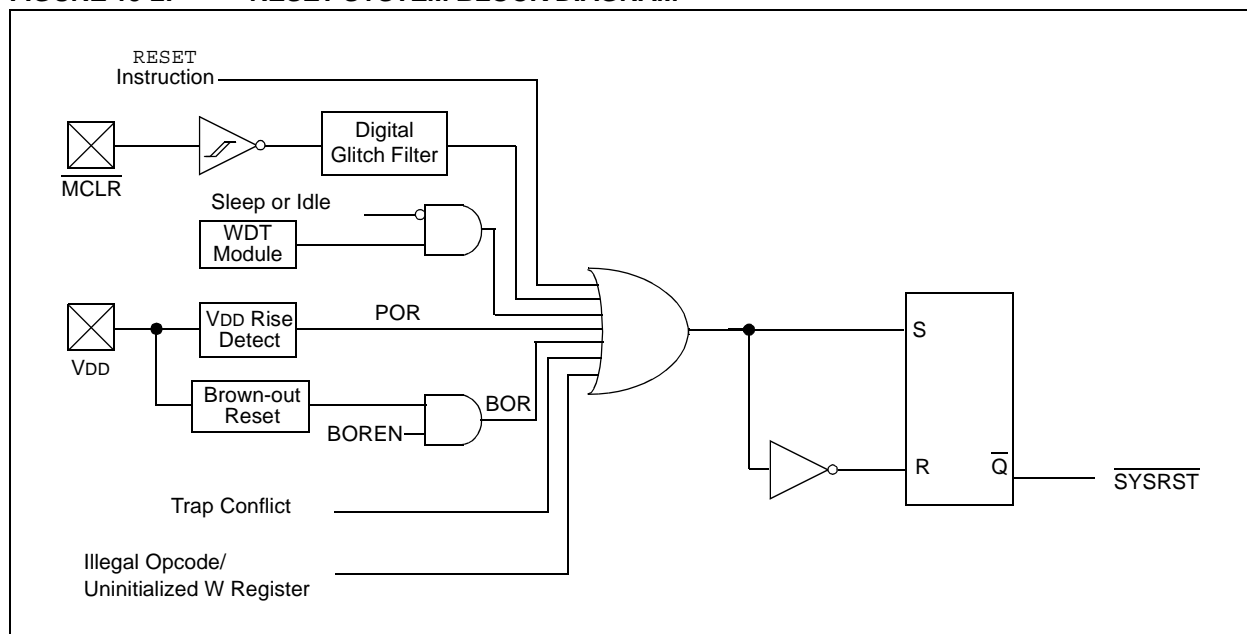 RESET
Instruction
Digital
Glitch Filter
MCLR
Sleep or Idle
WDT
Module
VDD
VDD Rise
Detect
POR
Brown-out
Reset
BOREN
BOR
Trap Conflict
Illegal Opcode/
Uninitialized W Register
S
R
Q
SYSRST